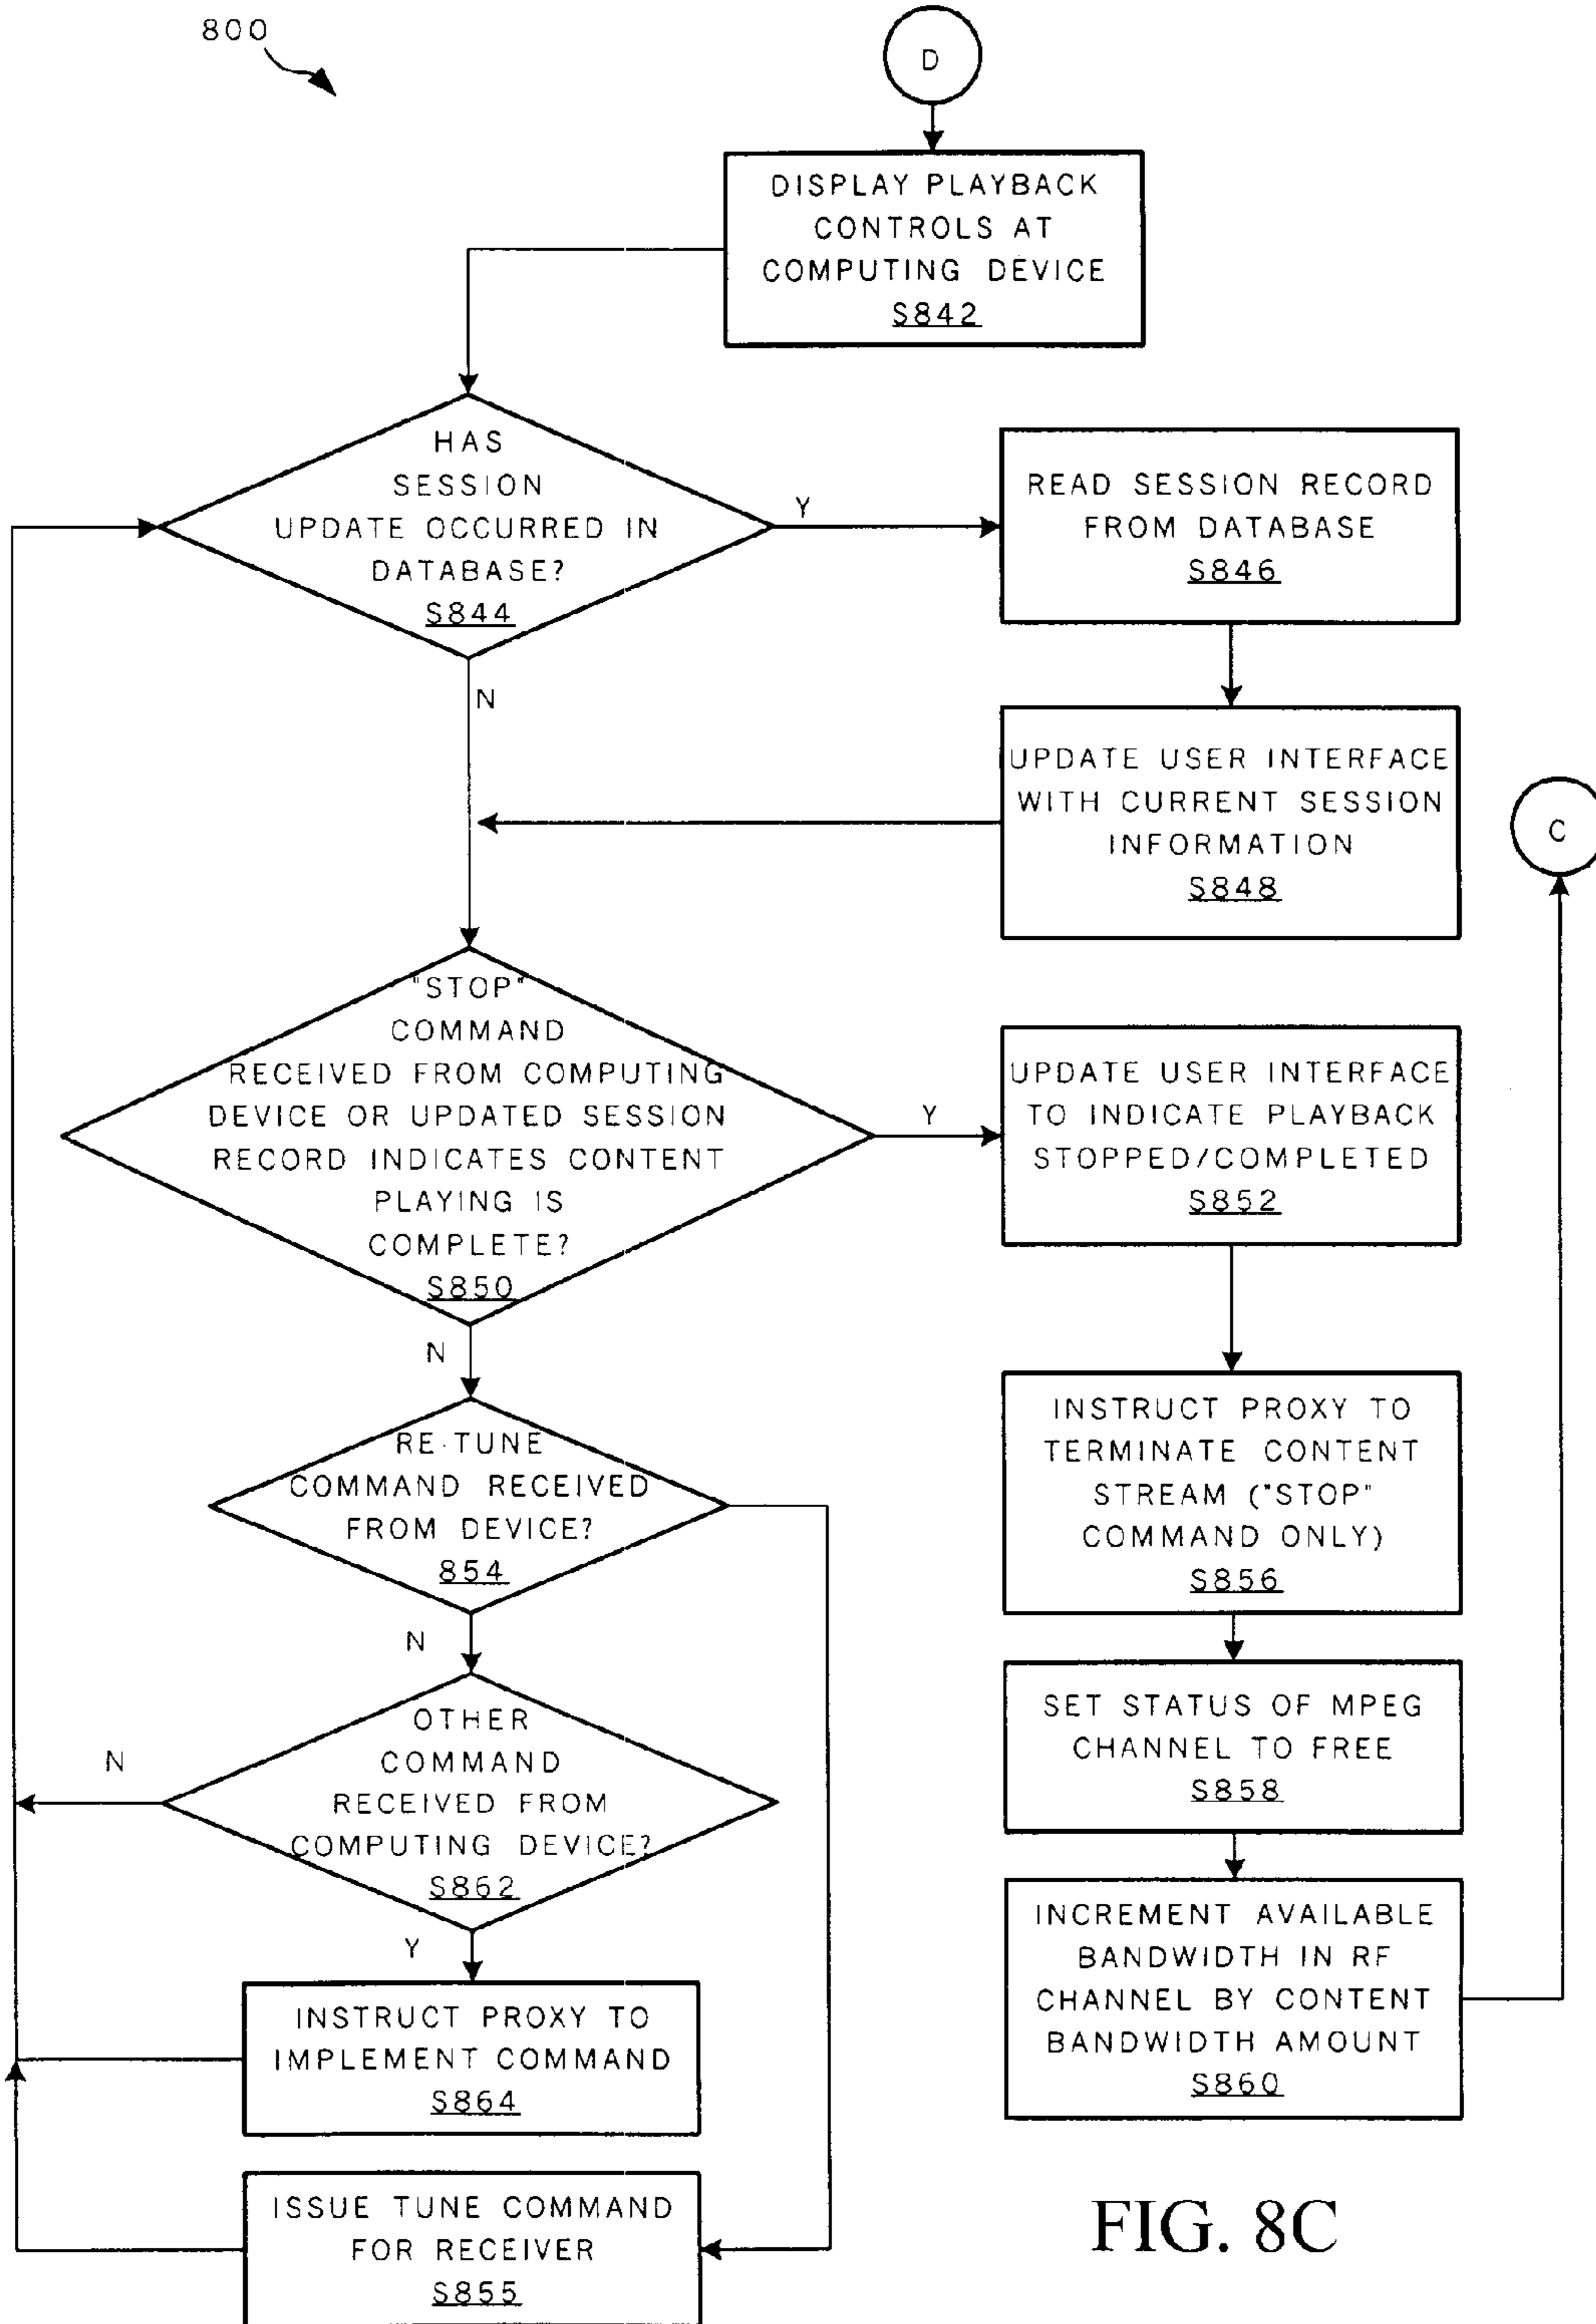 800
D
DISPLAY PLAYBACK
CONTROLS AT
COMPUTING DEVICE
S842
HAS
SESSION
UPDATE OCCURRED IN
DATABASE?
S844
Y
N
READ SESSION RECORD
FROM DATABASE
S846
UPDATE USER INTERFACE
WITH CURRENT SESSION
INFORMATION
S848
C
"STOP"
COMMAND
RECEIVED FROM COMPUTING
DEVICE OR UPDATED SESSION
RECORD INDICATES CONTENT
PLAYING IS
COMPLETE?
S850
Y
N
UPDATE USER INTERFACE
TO INDICATE PLAYBACK
STOPPED/COMPLETED
S852
RE-TUNE
COMMAND RECEIVED
FROM DEVICE?
854
N
INSTRUCT PROXY TO
TERMINATE CONTENT
STREAM ("STOP"
COMMAND ONLY)
S856
OTHER
COMMAND
RECEIVED FROM
COMPUTING DEVICE?
S862
N
Y
SET STATUS OF MPEG
CHANNEL TO FREE
S858
INCREMENT AVAILABLE
BANDWIDTH IN RF
CHANNEL BY CONTENT
BANDWIDTH AMOUNT
S860
INSTRUCT PROXY TO
IMPLEMENT COMMAND
S864
ISSUE TUNE COMMAND
FOR RECEIVER
S855
FIG. 8C